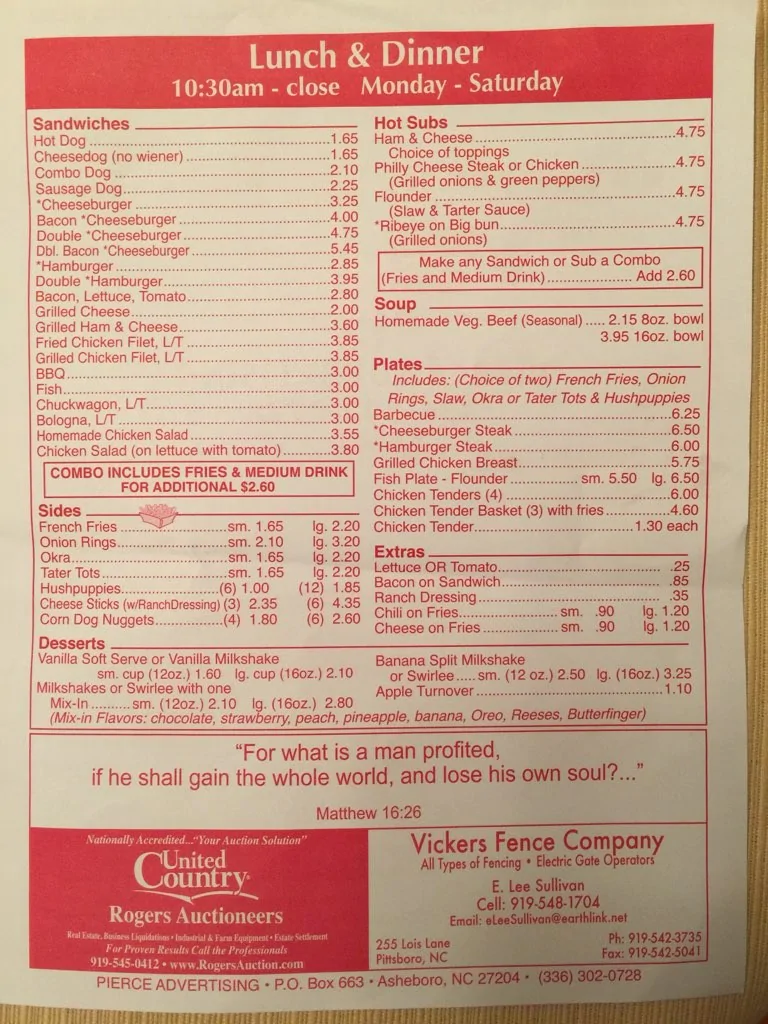 Lunch & Dinner
10:30am - close Monday - Saturday
Sandwiches
Hot Dog 1.65
Cheesedog (no wiener) 1.65
Combo Dog 2.10
Sausage Dog 2.25
*Cheeseburger 3.25
Bacon *Cheeseburger 4.00
Double *Cheeseburger 4.75
Dbl. Bacon *Cheeseburger 5.45
*Hamburger 2.85
Double *Hamburger 3.95
Bacon, Lettuce, Tomato 2.80
Grilled Cheese 2.00
Grilled Ham & Cheese 3.60
Fried Chicken Filet, L/T 3.85
Grilled Chicken Filet, L/T 3.85
BBQ 3.00
Fish 3.00
Chuckwagon, L/T 3.00
Bologna, L/T 3.00
Homemade Chicken Salad 3.55
Chicken Salad (on lettuce with tomato) 3.80
COMBO INCLUDES FRIES & MEDIUM DRINK
FOR ADDITIONAL $2.60
Sides
French Fries sm. 1.65 lg. 2.20
Onion Rings sm. 2.10 lg. 3.20
Okra sm. 1.65 lg. 2.20
Tater Tots sm. 1.65 lg. 2.20
Hushpuppies (6) 1.00 (12) 1.85
Cheese Sticks (w/RanchDressing) (3) 2.35 (6) 4.35
Corn Dog Nuggets (4) 1.80 (6) 2.60
Hot Subs
Ham & Cheese 4.75
Choice of toppings
Philly Cheese Steak or Chicken 4.75
(Grilled onions & green peppers)
Flounder 4.75
(Slaw & Tarter Sauce)
*Ribeye on Big bun 4.75
(Grilled onions)
Make any Sandwich or Sub a Combo
(Fries and Medium Drink) Add 2.60
Soup
Homemade Veg. Beef (Seasonal) ..... 2.15 8oz. bowl
3.95 16oz. bowl
Plates
Includes: (Choice of two) French Fries, Onion
Rings, Slaw, Okra or Tater Tots & Hushpuppies
Barbecue 6.25
*Cheeseburger Steak 6.50
*Hamburger Steak 6.00
Grilled Chicken Breast 5.75
Fish Plate - Flounder sm. 5.50 lg. 6.50
Chicken Tenders (4) 6.00
Chicken Tender Basket (3) with fries 4.60
Chicken Tender 1.30 each
Extras
Lettuce OR Tomato .25
Bacon on Sandwich .85
Ranch Dressing .35
Chili on Fries sm. .90 lg. 1.20
Cheese on Fries sm. .90 lg. 1.20
Desserts
Vanilla Soft Serve or Vanilla Milkshake
sm. cup (12oz.) 1.60 lg. cup (16oz.) 2.10
Milkshakes or Swirlee with one
Mix-In sm. (12oz.) 2.10 lg. (16oz.) 2.80
Banana Split Milkshake
or Swirlee ..... sm. (12 oz.) 2.50 lg. (16oz.) 3.25
Apple Turnover 1.10
(Mix-in Flavors: chocolate, strawberry, peach, pineapple, banana, Oreo, Reeses, Butterfinger)
“For what is a man profited,
if he shall gain the whole world, and lose his own soul?...”
Matthew 16:26
Nationally Accredited...“Your Auction Solution”
United
Country®
Rogers Auctioneers
Real Estate, Business Liquidations • Industrial & Farm Equipment • Estate Settlement
For Proven Results Call the Professionals
919-545-0412 • www.RogersAuction.com
Vickers Fence Company
All Types of Fencing • Electric Gate Operators
E. Lee Sullivan
Cell: 919-548-1704
Email: eLeeSullivan@earthlink.net
255 Lois Lane
Pittsboro, NC
Ph: 919-542-3735
Fax: 919-542-5041
PIERCE ADVERTISING • P.O. Box 663 • Asheboro, NC 27204 • (336) 302-0728